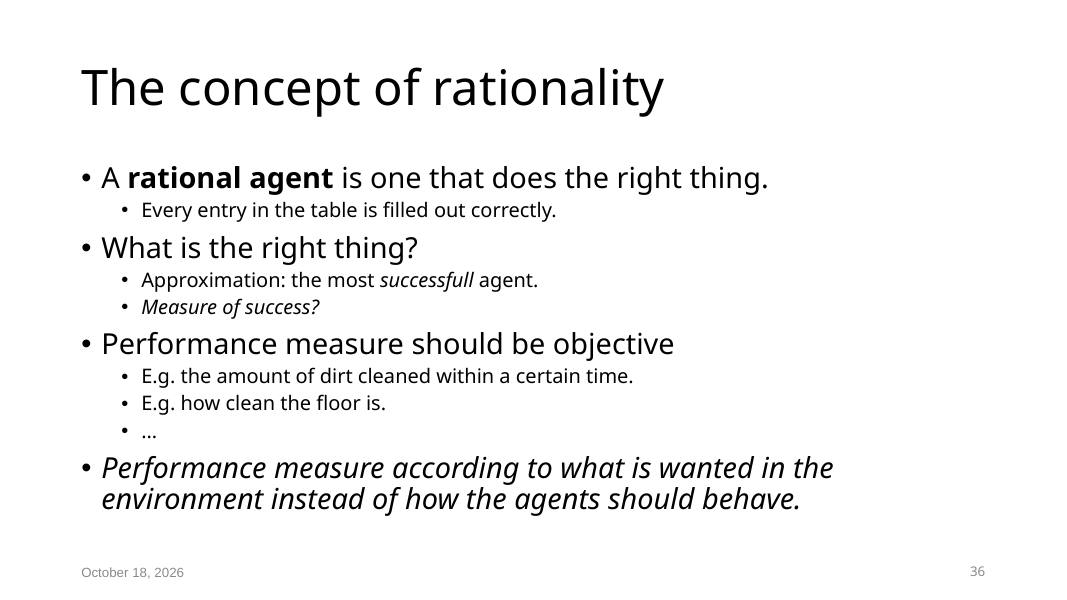 The concept of rationality
• A rational agent is one that does the right thing.
• Every entry in the table is filled out correctly.
• What is the right thing?
• Approximation: the most successfull agent.
• Measure of success?
• Performance measure should be objective
• E.g. the amount of dirt cleaned within a certain time.
• E.g. how clean the floor is.
• …
• Performance measure according to what is wanted in the
environment instead of how the agents should behave.
October 18, 2026
36